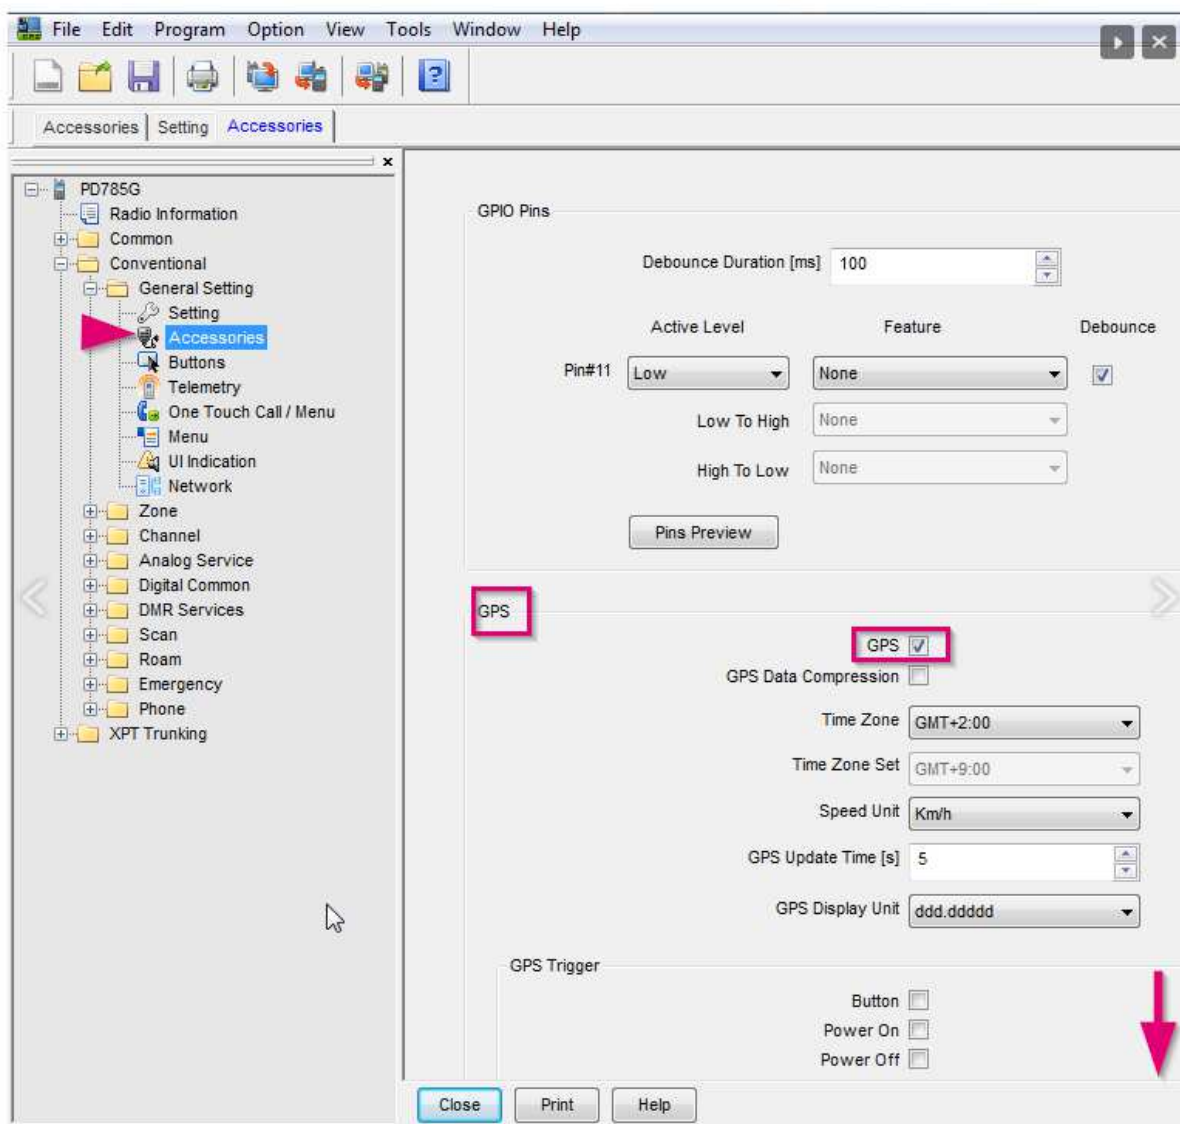 File Edit Program Option View Tools Window Help
Accessories Setting Accessories
PD785G
Radio Information
Common
Conventional
General Setting
Setting
Accessories
Buttons
Telemetry
One Touch Call / Menu
Menu
UI Indication
Network
Zone
Channel
Analog Service
Digital Common
DMR Services
Scan
Roam
Emergency
Phone
XPT Trunking
GPIO Pins
Debounce Duration [ms] 100
Active Level Feature Debounce
Pin#11 Low None
Low To High None
High To Low None
Pins Preview
GPS
GPS
GPS Data Compression
Time Zone GMT+2:00
Time Zone Set GMT+9:00
Speed Unit Km/h
GPS Update Time [s] 5
GPS Display Unit ddd.ddddd
GPS Trigger
Button
Power On
Power Off
Close Print Help